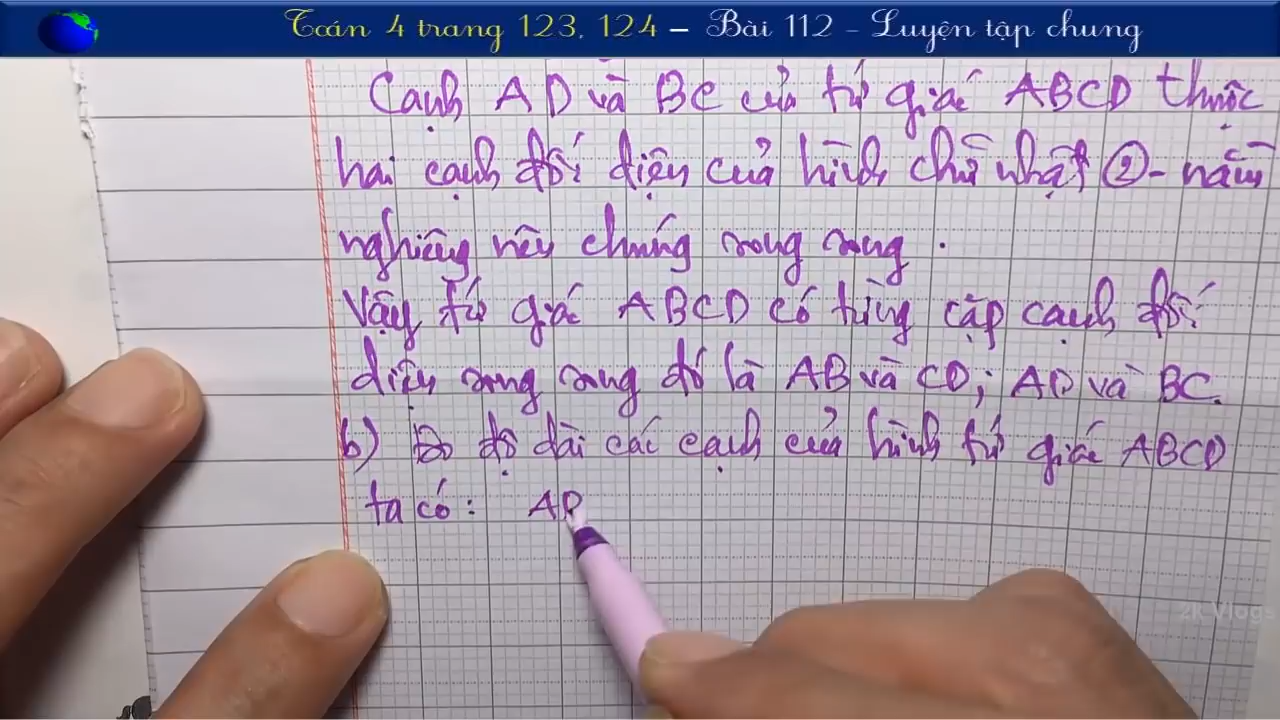 Toán 4 trang 123, 124 – Bài 112 – Luyện tập chung
Cạnh AD và BC của tứ giác ABCD thuộc
hai cạnh đối diện của hình chữ nhật ②- nằm
nghiêng nên chúng song song.
Vậy tứ giác ABCD có từng cặp cạnh đối
diện song song đó là AB và CD; AD và BC.
b) Đo độ dài các cạnh của hình tứ giác ABCD
ta có: AD
2K Vlogs